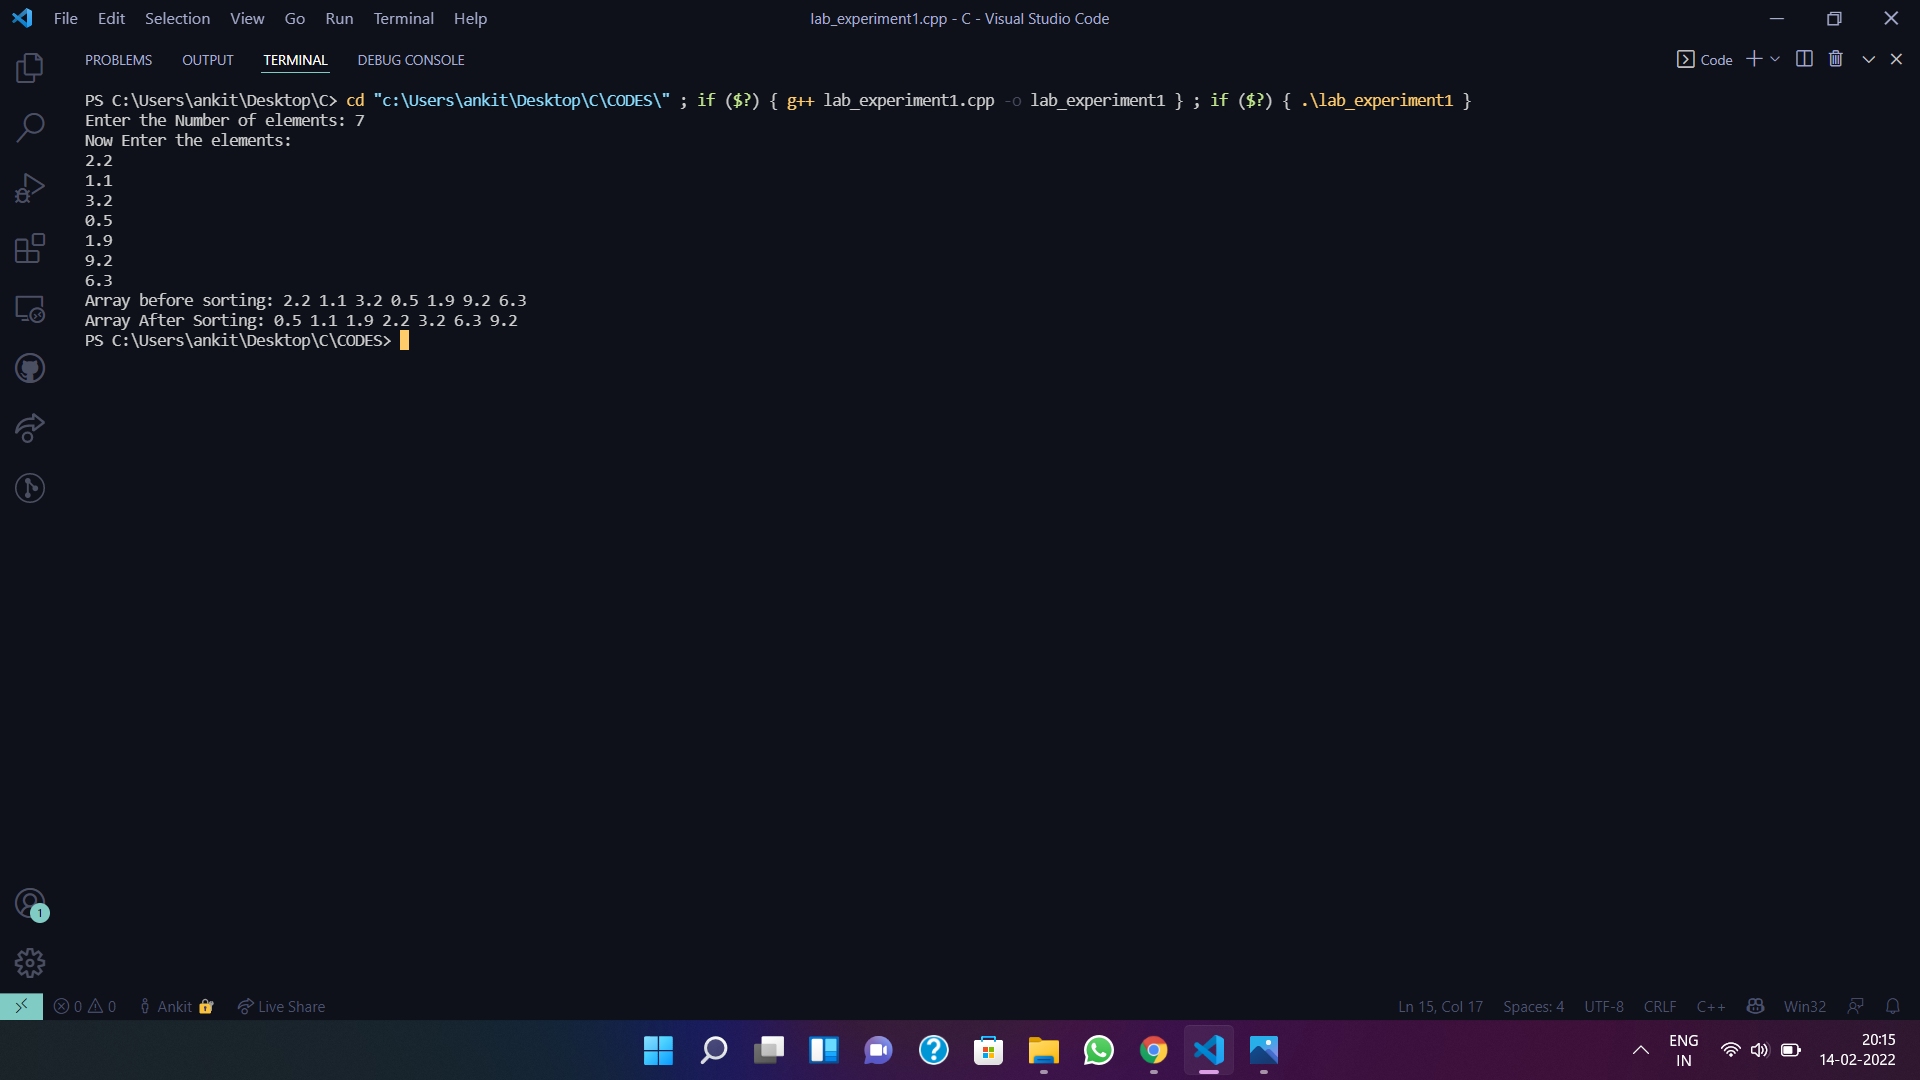 File Edit Selection View Go Run Terminal Help lab_experiment1.cpp - C - Visual Studio Code
PROBLEMS OUTPUT TERMINAL DEBUG CONSOLE Code
PS C:\Users\ankit\Desktop\C> cd "c:\Users\ankit\Desktop\C\CODES\" ; if ($?) { g++ lab_experiment1.cpp -o lab_experiment1 } ; if ($?) { .\lab_experiment1 }
Enter the Number of elements: 7
Now Enter the elements:
2.2
1.1
3.2
0.5
1.9
9.2
6.3
Array before sorting: 2.2 1.1 3.2 0.5 1.9 9.2 6.3
Array After Sorting: 0.5 1.1 1.9 2.2 3.2 6.3 9.2
PS C:\Users\ankit\Desktop\C\CODES>
1
0 0 Ankit Live Share Ln 15, Col 17 Spaces: 4 UTF-8 CRLF C++ Win32
ENG 20:15
IN 14-02-2022